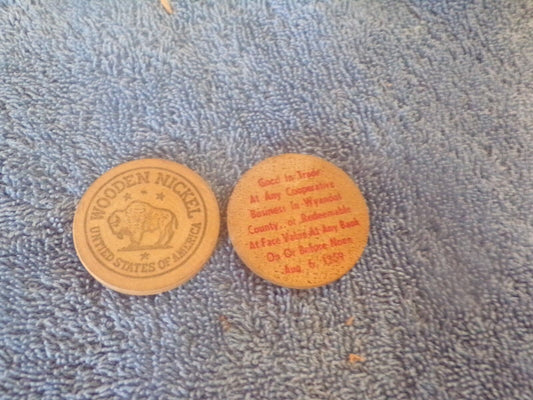 WOODEN NICKEL
UNITED STATES OF AMERICA
Good In Trade
At Any Cooperative
Business In Wyandot
County.. or Redeemable
At Face Value At Any Bank
On Or Before Noon
Aug. 6, 1959